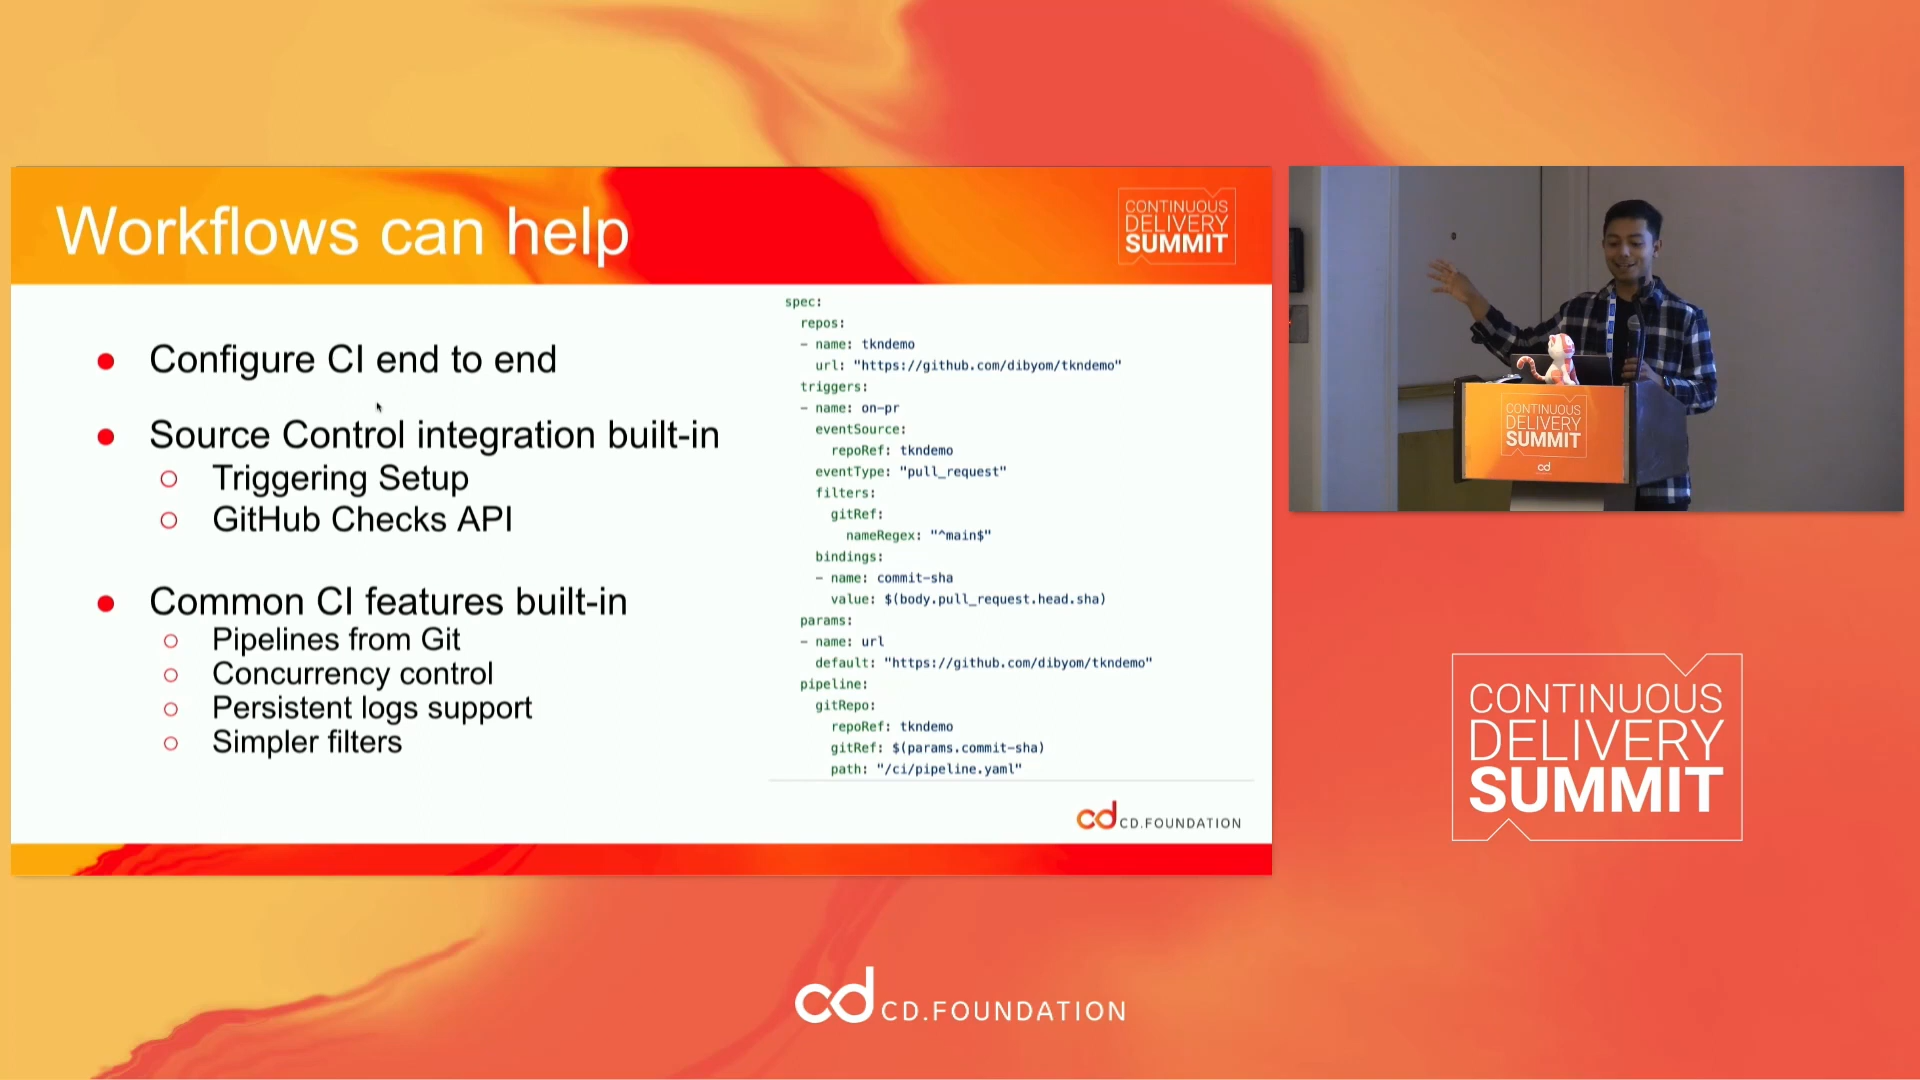 Workflows can help
CONTINUOUS
DELIVERY
SUMMIT
Configure CI end to end
Source Control integration built-in
Triggering Setup
GitHub Checks API
Common CI features built-in
Pipelines from Git
Concurrency control
Persistent logs support
Simpler filters
spec:
repos:
- name: tkndemo
url: "https://github.com/dibyom/tkndemo"
triggers:
- name: on-pr
eventSource:
repoRef: tkndemo
eventType: "pull_request"
filters:
gitRef:
nameRegex: "^main$"
bindings:
- name: commit-sha
value: $(body.pull_request.head.sha)
params:
- name: url
default: "https://github.com/dibyom/tkndemo"
pipeline:
gitRepo:
repoRef: tkndemo
gitRef: $(params.commit-sha)
path: "/ci/pipeline.yaml"
cd CD.FOUNDATION
CONTINUOUS
DELIVERY
SUMMIT
cd
CONTINUOUS
DELIVERY
SUMMIT
cd CD.FOUNDATION